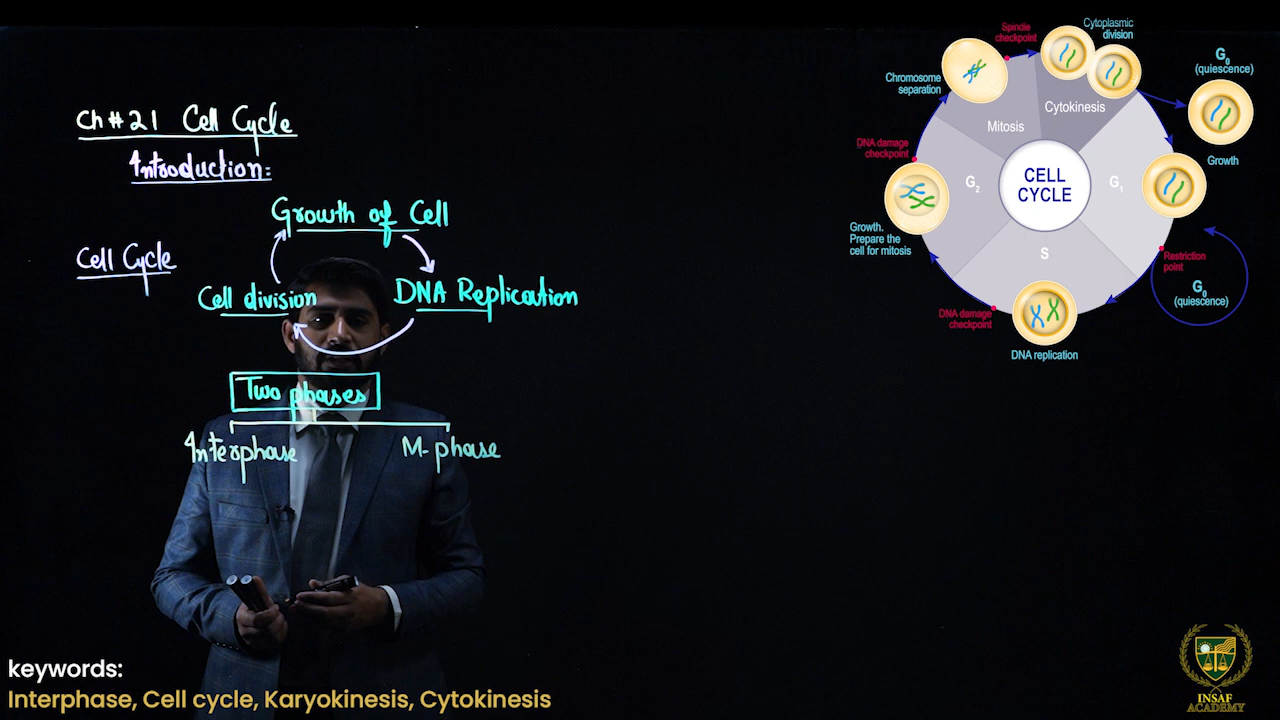 Ch # 21 Cell Cycle
Introduction:
Growth of Cell
Cell Cycle
Cell division
DNA Replication
Two phases
Interphase
M-phase
Spindle
checkpoint
Cytoplasmic
division
G0
(quiescence)
Chromosome
separation
Cytokinesis
Mitosis
DNA damage
checkpoint
Growth
CELL
CYCLE
G2
G1
Growth.
Prepare the
cell for mitosis
S
Restriction
point
G0
(quiescence)
DNA damage
checkpoint
DNA replication
keywords:
Interphase, Cell cycle, Karyokinesis, Cytokinesis
INSAF
ACADEMY